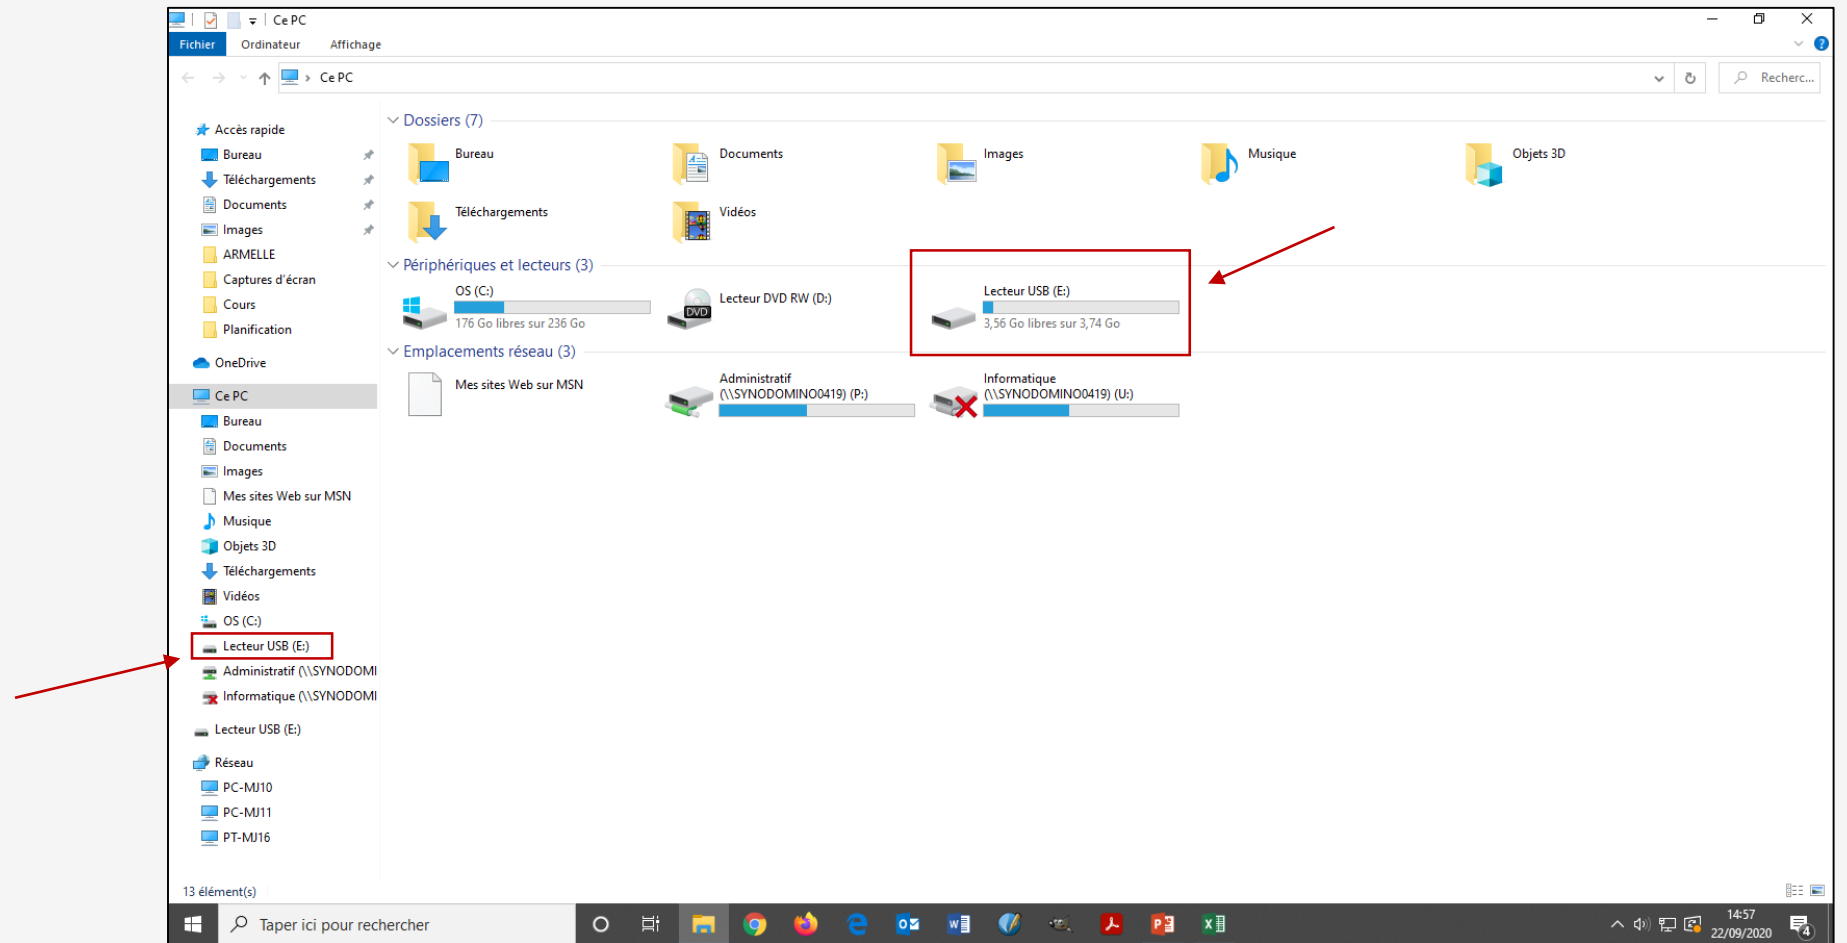 Ce PC
Fichier Ordinateur Affichage
Ce PC
Recherc...
Accès rapide
Bureau
Téléchargements
Documents
Images
ARMELLE
Captures d'écran
Cours
Planification
OneDrive
Ce PC
Bureau
Documents
Images
Mes sites Web sur MSN
Musique
Objets 3D
Téléchargements
Vidéos
OS (C:)
Lecteur USB (E:)
Administratif (\\SYNODOMI
Informatique (\\SYNODOMI
Lecteur USB (E:)
Réseau
PC-MJ10
PC-MJ11
PT-MJ16
Dossiers (7)
Bureau
Documents
Images
Musique
Objets 3D
Téléchargements
Vidéos
Périphériques et lecteurs (3)
OS (C:)
176 Go libres sur 236 Go
DVD
Lecteur DVD RW (D:)
Lecteur USB (E:)
3,56 Go libres sur 3,74 Go
Emplacements réseau (3)
Mes sites Web sur MSN
Administratif
(\\SYNODOMINO0419) (P:)
Informatique
(\\SYNODOMINO0419) (U:)
13 élément(s)
Taper ici pour rechercher
14:57
22/09/2020
4